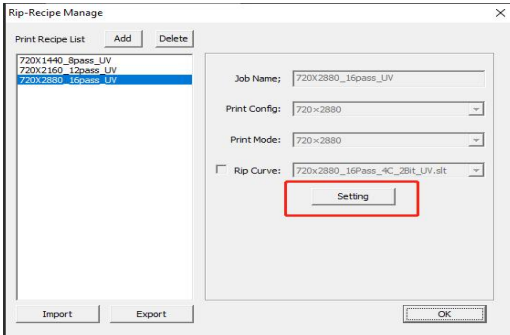 Rip-Recipe Manage
Print Recipe List
Add
Delete
720X1440_8pass_UV
720X2160_12pass_UV
720X2880_16pass_UV
Job Name;
720X2880_16pass_UV
Print Config:
720×2880
Print Mode:
720×2880
Rip Curve:
720x2880_16Pass_4C_2Bit_UV.slt
Setting
Import
Export
OK